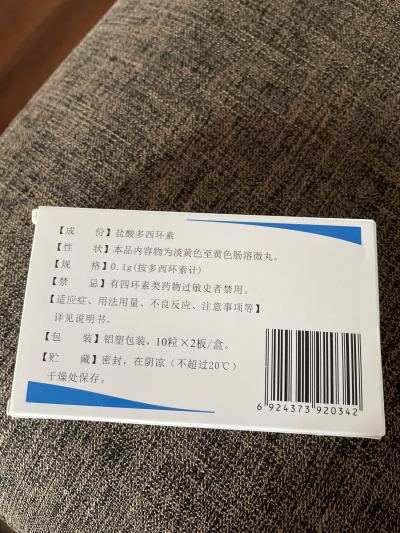 【成 份】盐酸多西环素
【性 状】本品内容物为淡黄色至黄色肠溶微丸。
【规 格】0.1g(按多西环素计)
【禁 忌】有四环素类药物过敏史者禁用。
【适应症、用法用量、不良反应、注意事项等】
详见说明书。
【包 装】铝塑包装，10粒×2板/盒。
【贮 藏】密封，在阴凉（不超过20℃）
干燥处保存。
6 924373 920342